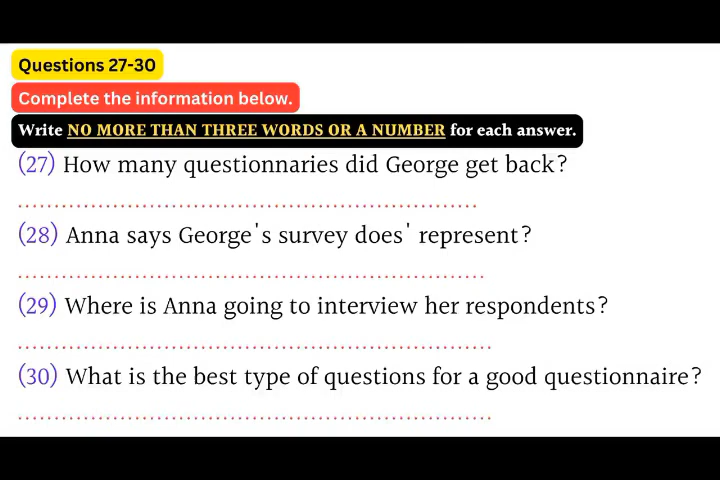 Questions 27-30
Complete the information below.
Write NO MORE THAN THREE WORDS OR A NUMBER for each answer.
(27) How many questionnaries did George get back?
(28) Anna says George's survey does' represent?
(29) Where is Anna going to interview her respondents?
(30) What is the best type of questions for a good questionnaire?